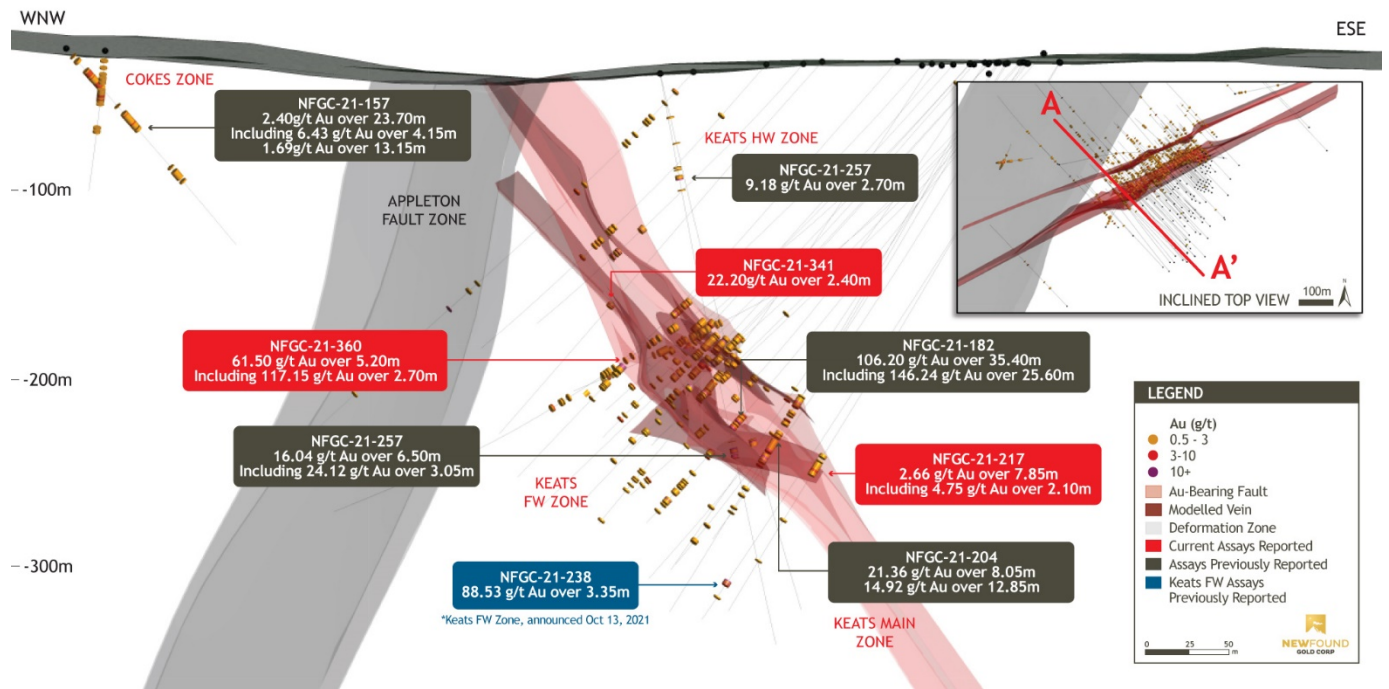 WNW
ESE
COKES ZONE
NFGC-21-157
2.40g/t Au over 23.70m
Including 6.43 g/t Au over 4.15m
1.69g/t Au over 13.15m
KEATS HW ZONE
NFGC-21-257
9.18 g/t Au over 2.70m
-100m
APPLETON
FAULT ZONE
A
A'
INCLINED TOP VIEW
100m
N
NFGC-21-341
22.20g/t Au over 2.40m
NFGC-21-360
61.50 g/t Au over 5.20m
Including 117.15 g/t Au over 2.70m
NFGC-21-182
106.20 g/t Au over 35.40m
Including 146.24 g/t Au over 25.60m
-200m
NFGC-21-257
16.04 g/t Au over 6.50m
Including 24.12 g/t Au over 3.05m
KEATS
FW ZONE
NFGC-21-217
2.66 g/t Au over 7.85m
Including 4.75 g/t Au over 2.10m
NFGC-21-204
21.36 g/t Au over 8.05m
14.92 g/t Au over 12.85m
-300m
NFGC-21-238
88.53 g/t Au over 3.35m
*Keats FW Zone, announced Oct 13, 2021
KEATS MAIN
ZONE
LEGEND
Au (g/t)
0.5 - 3
3-10
10+
Au-Bearing Fault
Modelled Vein
Deformation Zone
Current Assays Reported
Assays Previously Reported
Keats FW Assays
Previously Reported
0 25 50
m
NEWFOUND
GOLD CORP